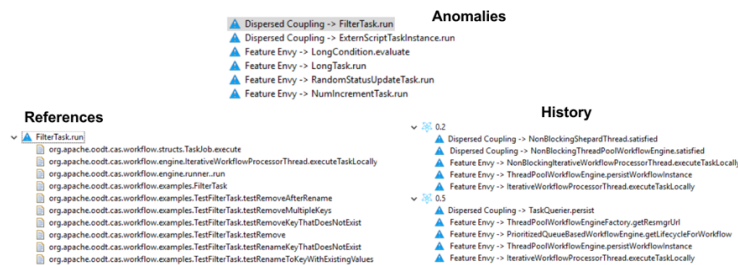 Anomalies
Dispersed Coupling -> FilterTask.run
Dispersed Coupling -> ExternScriptTaskInstance.run
Feature Envy -> LongCondition.evaluate
Feature Envy -> LongTask.run
Feature Envy -> RandomStatusUpdateTask.run
Feature Envy -> NumIncrementTask.run
References
FilterTask.run
org.apache.oodt.cas.workflow.structs.TaskJob.execute
org.apache.oodt.cas.workflow.engine.IterativeWorkflowProcessorThread.executeTaskLocally
org.apache.oodt.cas.workflow.engine.runner..run
org.apache.oodt.cas.workflow.examples.FilterTask
org.apache.oodt.cas.workflow.examples.TestFilterTask.testRemoveAfterRename
org.apache.oodt.cas.workflow.examples.TestFilterTask.testRemoveMultipleKeys
org.apache.oodt.cas.workflow.examples.TestFilterTask.testRemoveKeyThatDoesNotExist
org.apache.oodt.cas.workflow.examples.TestFilterTask.testRemove
org.apache.oodt.cas.workflow.examples.TestFilterTask.testRenameKeyThatDoesNotExist
org.apache.oodt.cas.workflow.examples.TestFilterTask.testRenameToKeyWithExistingValues
History
0.2
Dispersed Coupling -> NonBlockingShepardThread.satisfied
Dispersed Coupling -> NonBlockingThreadPoolWorkflowEngine.satisfied
Feature Envy -> NonBlockingIterativeWorkflowProcessorThread.executeTaskLocally
Feature Envy -> ThreadPoolWorkflowEngine.persistWorkflowInstance
Feature Envy -> IterativeWorkflowProcessorThread.executeTaskLocally
0.5
Dispersed Coupling -> TaskQuerier.persist
Feature Envy -> ThreadPoolWorkflowEngineFactory.getResmgrUrl
Feature Envy -> PrioritizedQueueBasedWorkflowEngine.getLifecycleForWorkflow
Feature Envy -> ThreadPoolWorkflowEngine.persistWorkflowInstance
Feature Envy -> IterativeWorkflowProcessorThread.executeTaskLocally